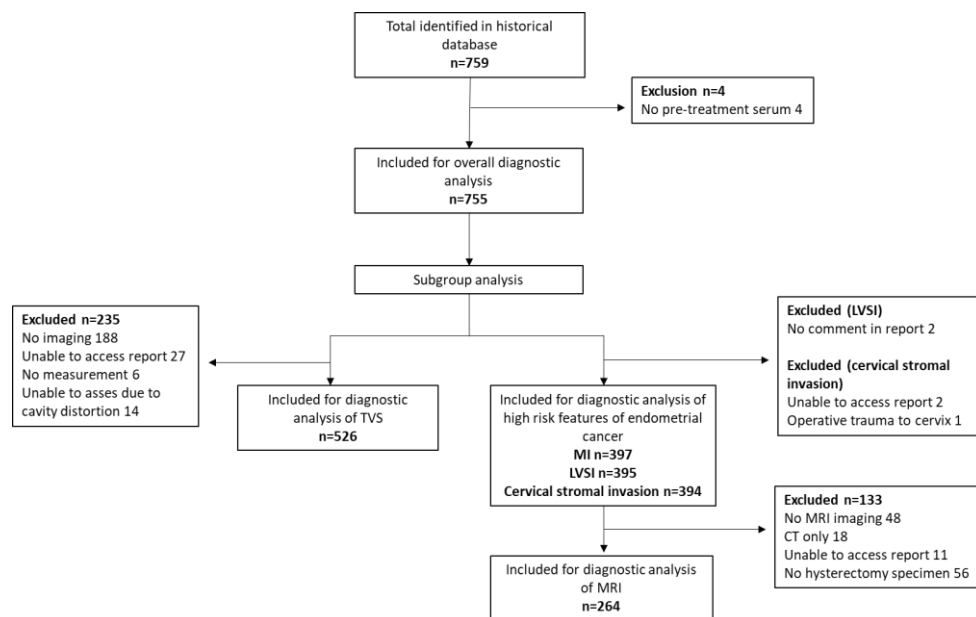 Total identified in historical
database
n=759
Exclusion n=4
No pre-treatment serum 4
Included for overall diagnostic
analysis
n=755
Subgroup analysis
Excluded n=235
No imaging 188
Unable to access report 27
No measurement 6
Unable to asses due to
cavity distortion 14
Excluded (LVSI)
No comment in report 2
Excluded (cervical stromal
invasion)
Unable to access report 2
Operative trauma to cervix 1
Included for diagnostic
analysis of TVS
n=526
Included for diagnostic analysis of
high risk features of endometrial
cancer
MI n=397
LVSI n=395
Cervical stromal invasion n=394
Excluded n=133
No MRI imaging 48
CT only 18
Unable to access report 11
No hysterectomy specimen 56
Included for diagnostic analysis
of MRI
n=264